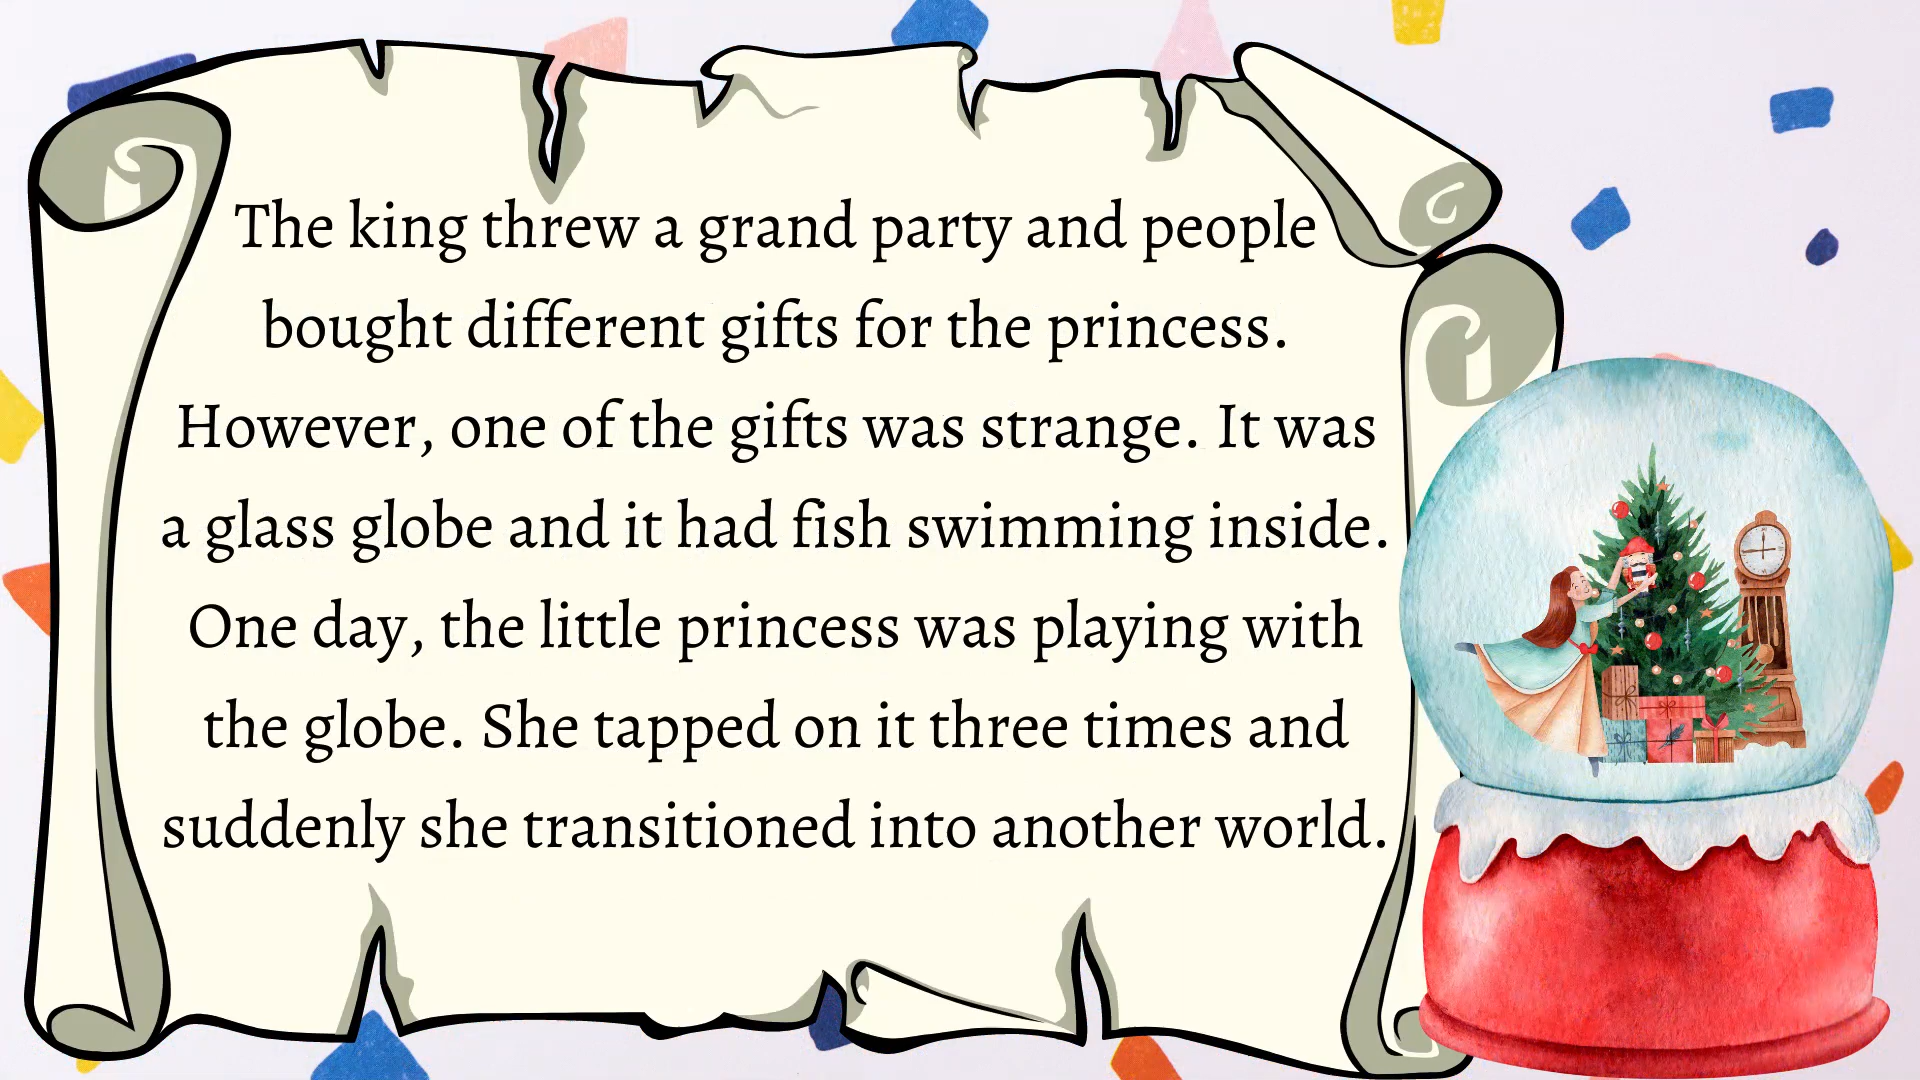 The king threw a grand party and people
bought different gifts for the princess.
However, one of the gifts was strange. It was
a glass globe and it had fish swimming inside.
One day, the little princess was playing with
the globe. She tapped on it three times and
suddenly she transitioned into another world.